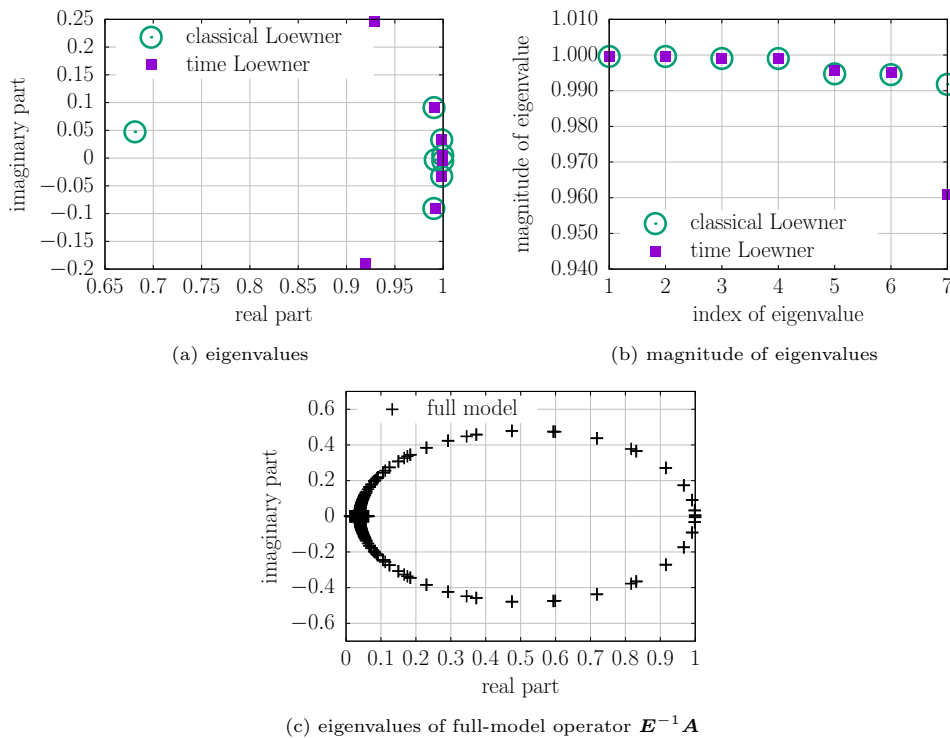 0.25
0.2
0.15
0.1
0.05
0
−0.05
−0.1
−0.15
−0.2
imaginary part
classical Loewner
time Loewner
0.65 0.7 0.75 0.8 0.85 0.9 0.95 1
real part
(a) eigenvalues
1.010
1.000
0.990
0.980
0.970
0.960
0.950
0.940
magnitude of eigenvalue
classical Loewner
time Loewner
1 2 3 4 5 6 7
index of eigenvalue
(b) magnitude of eigenvalues
0.6
0.4
0.2
0
−0.2
−0.4
−0.6
imaginary part
full model
0 0.1 0.2 0.3 0.4 0.5 0.6 0.7 0.8 0.9 1
real part
(c) eigenvalues of full-model operator E⁻¹A